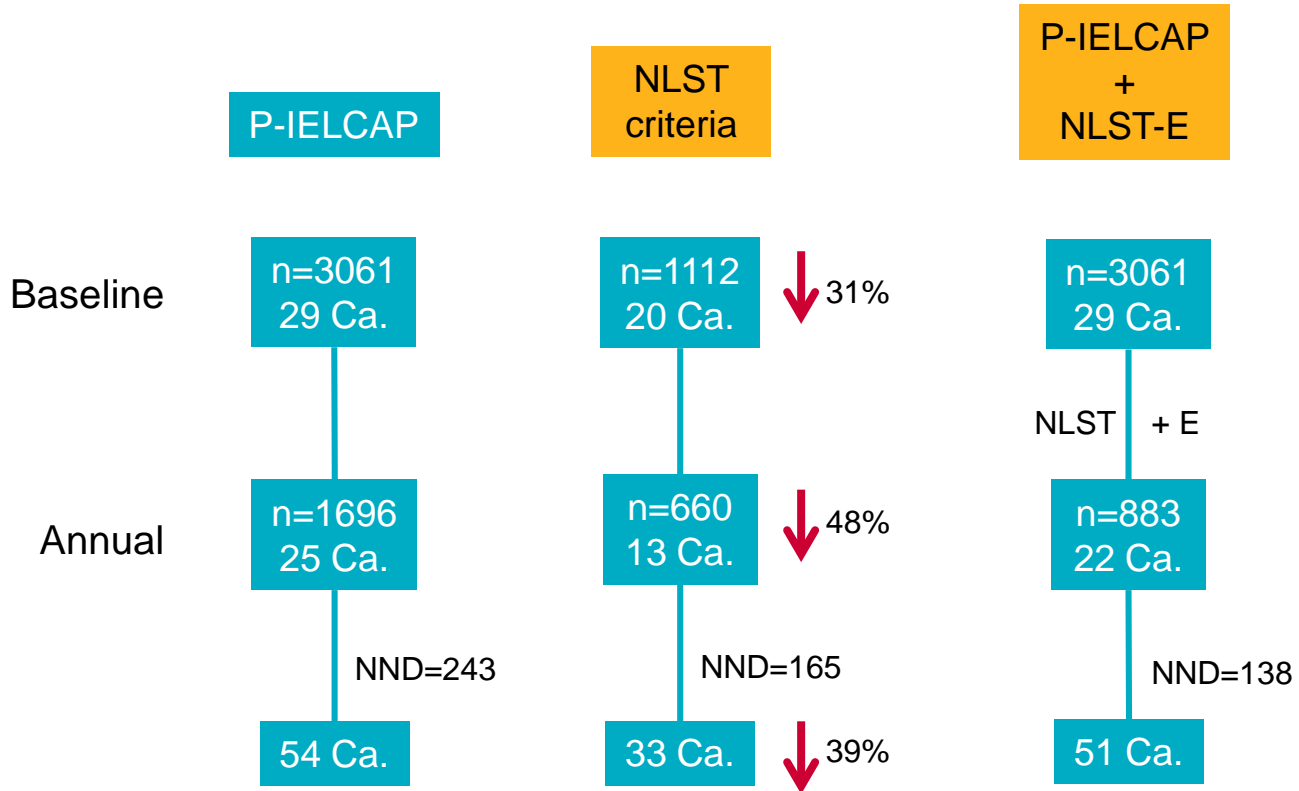 P-IELCAP
NLST
criteria
P-IELCAP
+
NLST-E
Baseline
n=3061
29 Ca.
n=1112
20 Ca.
31%
n=3061
29 Ca.
NLST + E
Annual
n=1696
25 Ca.
n=660
13 Ca.
48%
n=883
22 Ca.
NND=243
NND=165
NND=138
54 Ca.
33 Ca.
39%
51 Ca.